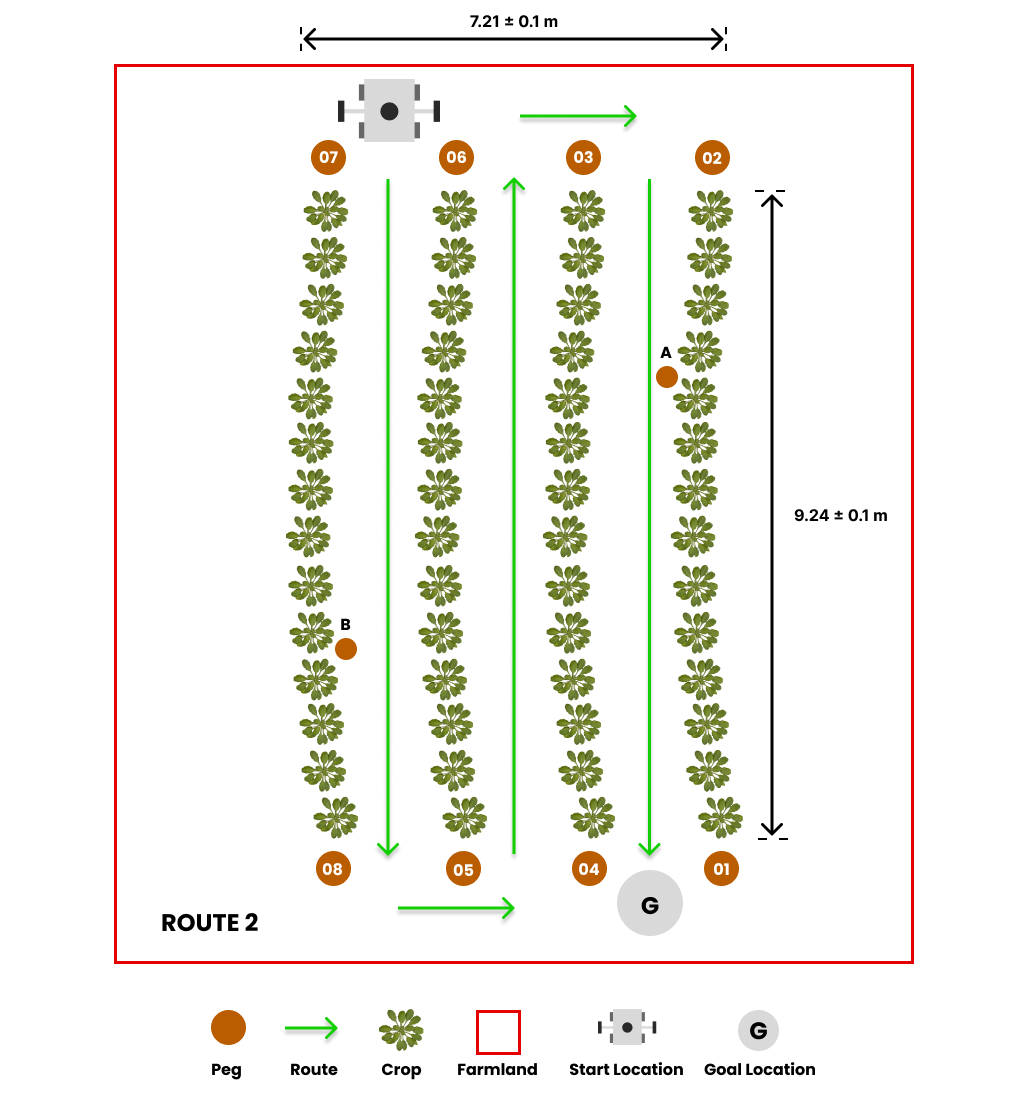 7.21 ± 0.1 m
07 06 03 02
A
9.24 ± 0.1 m
B
08 05 04 01
G
ROUTE 2
G
Peg Route Crop Farmland Start Location Goal Location